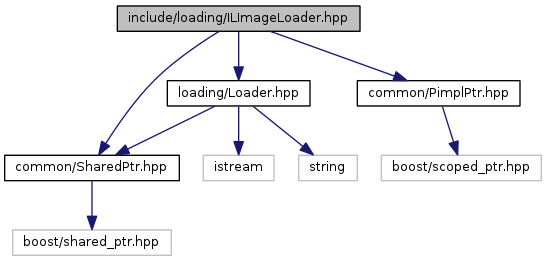 include/loading/ILImageLoader.hpp
loading/Loader.hpp
common/PimplPtr.hpp
common/SharedPtr.hpp
istream
string
boost/scoped_ptr.hpp
boost/shared_ptr.hpp